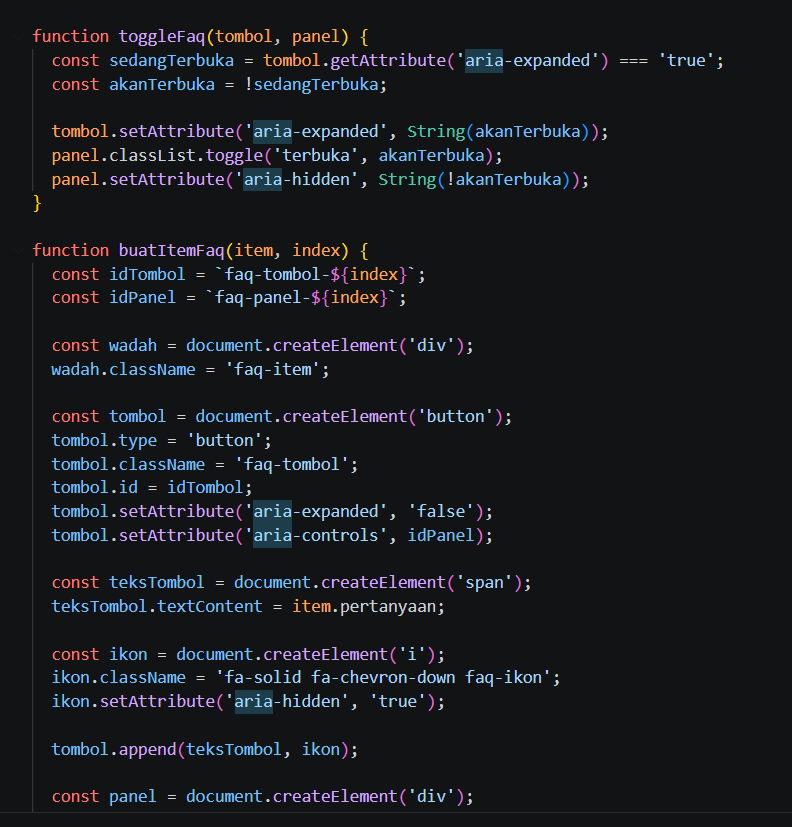 function toggleFaq(tombol, panel) {
  const sedangTerbuka = tombol.getAttribute('aria-expanded') === 'true';
  const akanTerbuka = !sedangTerbuka;

  tombol.setAttribute('aria-expanded', String(akanTerbuka));
  panel.classList.toggle('terbuka', akanTerbuka);
  panel.setAttribute('aria-hidden', String(!akanTerbuka));
}

function buatItemFaq(item, index) {
  const idTombol = `faq-tombol-${index}`;
  const idPanel = `faq-panel-${index}`;

  const wadah = document.createElement('div');
  wadah.className = 'faq-item';

  const tombol = document.createElement('button');
  tombol.type = 'button';
  tombol.className = 'faq-tombol';
  tombol.id = idTombol;
  tombol.setAttribute('aria-expanded', 'false');
  tombol.setAttribute('aria-controls', idPanel);

  const teksTombol = document.createElement('span');
  teksTombol.textContent = item.pertanyaan;

  const ikon = document.createElement('i');
  ikon.className = 'fa-solid fa-chevron-down faq-ikon';
  ikon.setAttribute('aria-hidden', 'true');

  tombol.append(teksTombol, ikon);

  const panel = document.createElement('div');